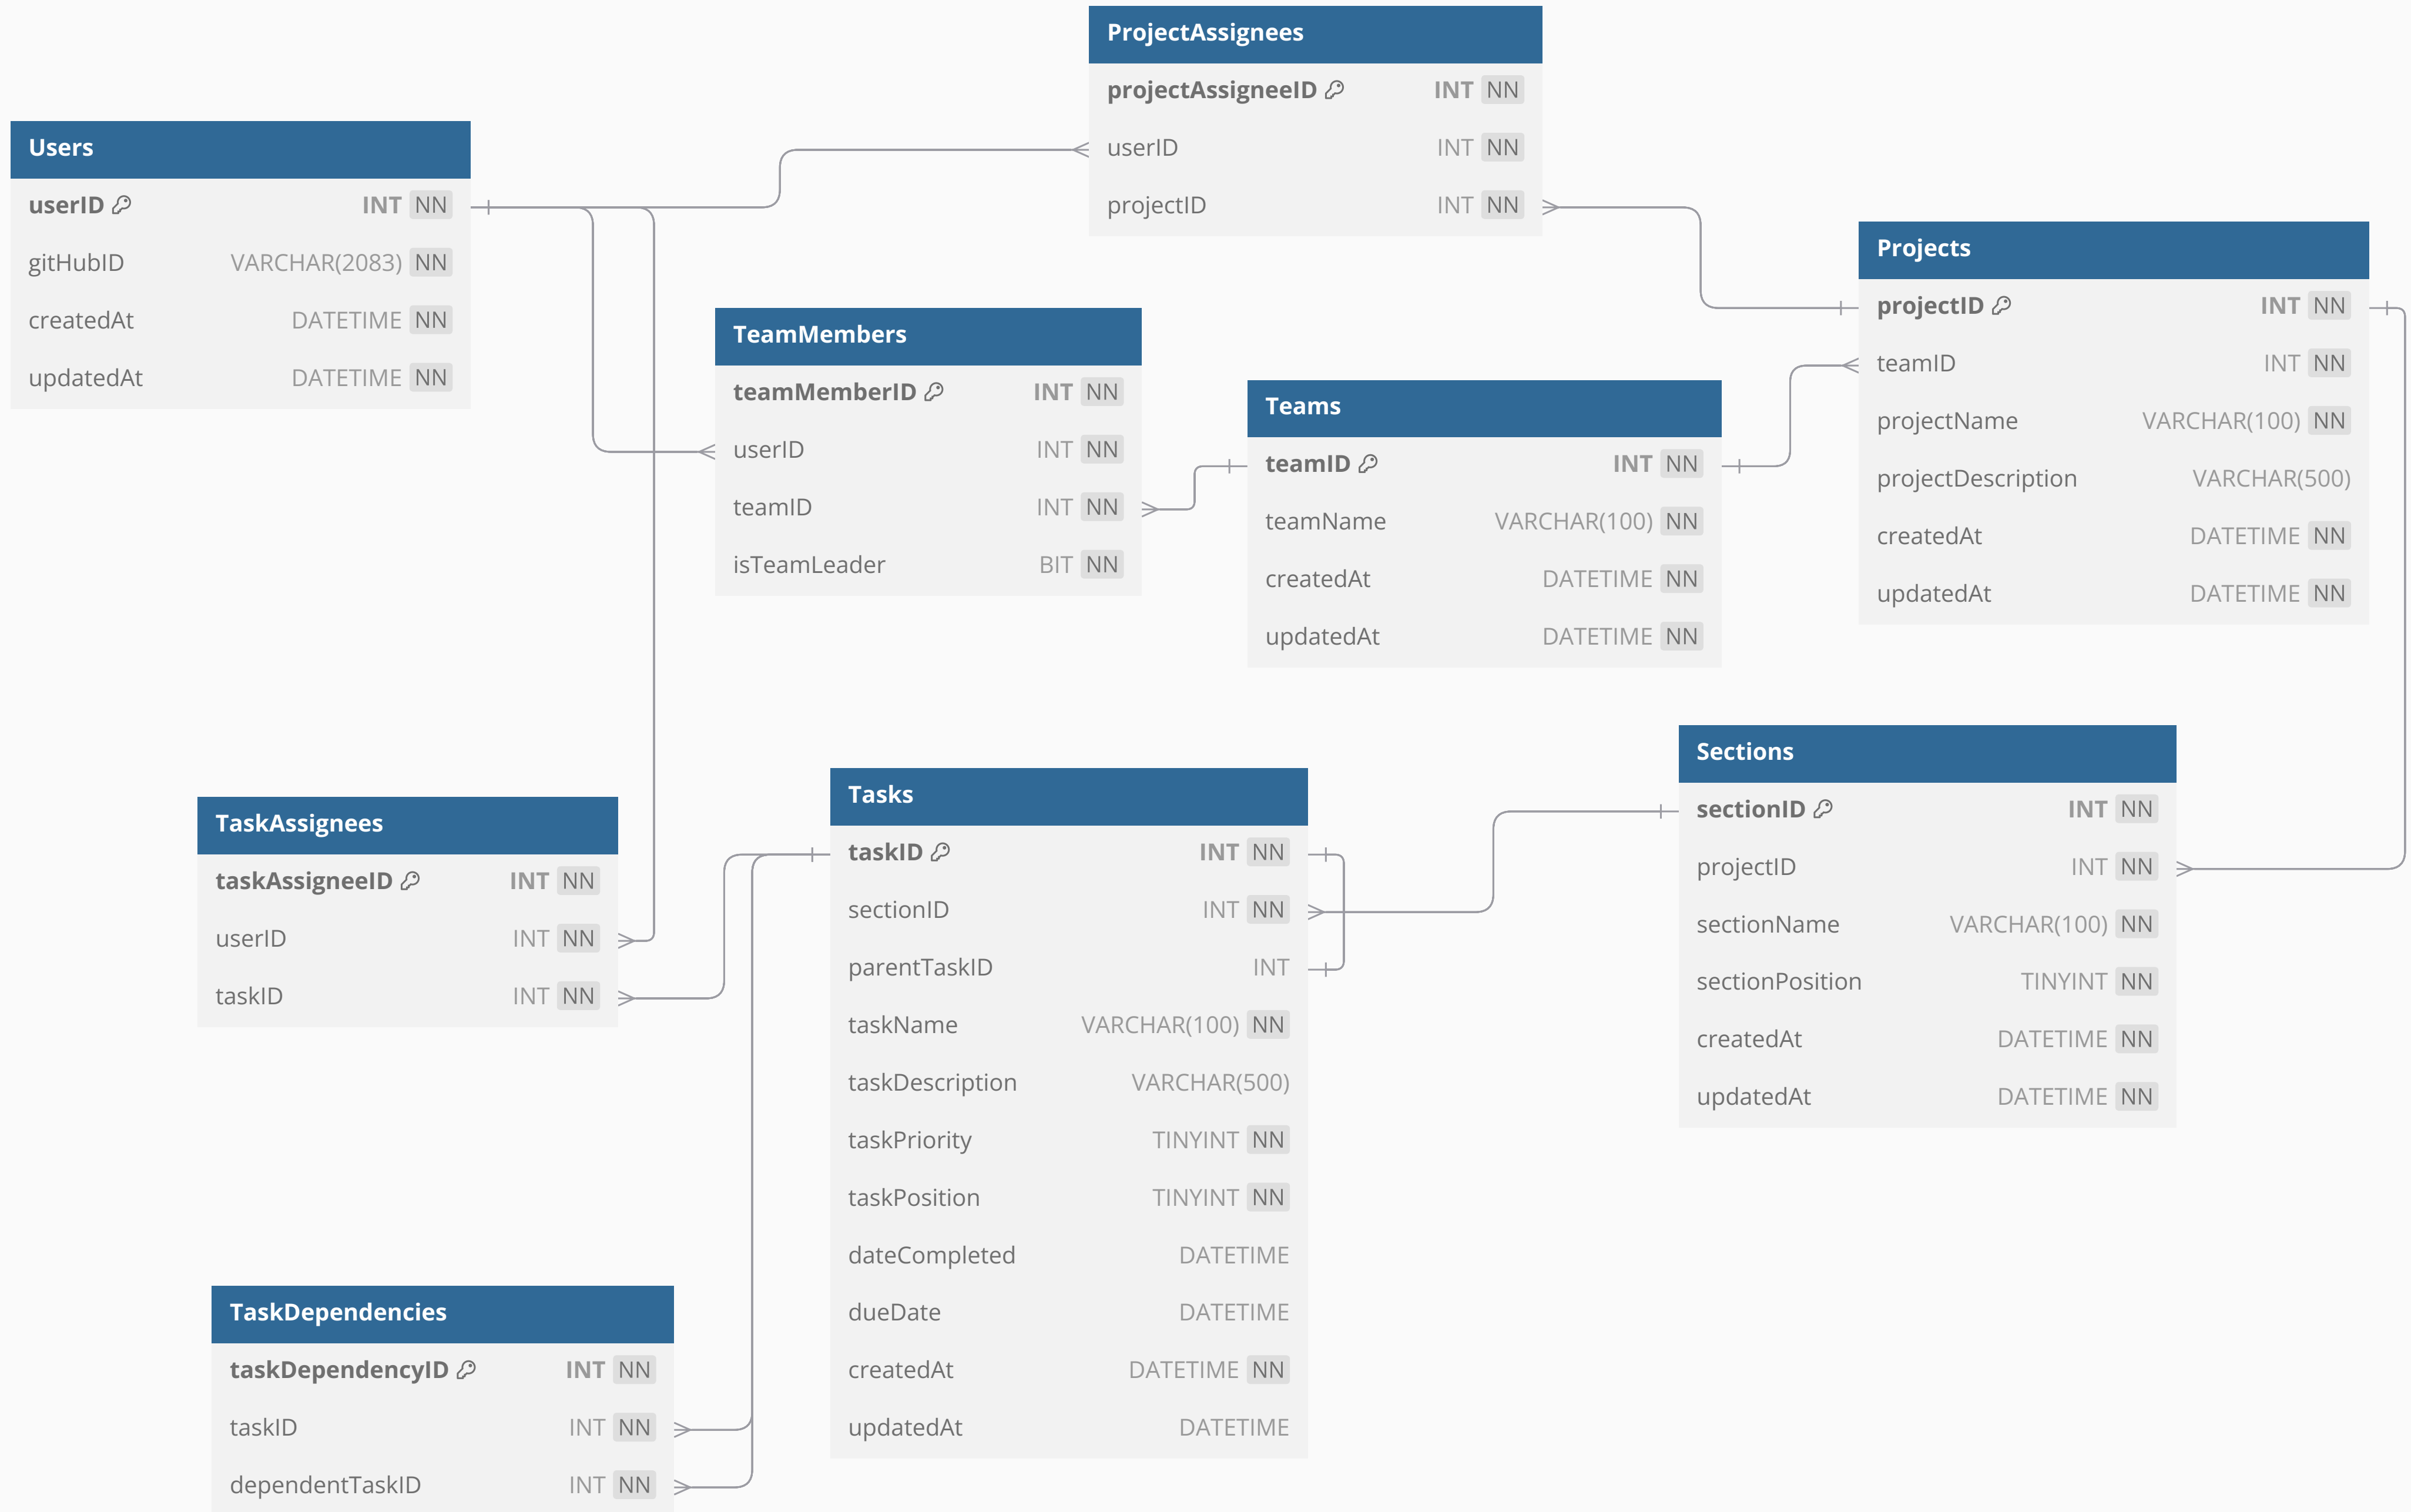 ProjectAssignees
projectAssigneeID INT NN
userID INT NN
projectID INT NN
Users
userID INT NN
gitHubID VARCHAR(2083) NN
createdAt DATETIME NN
updatedAt DATETIME NN
Projects
projectID INT NN
teamID INT NN
projectName VARCHAR(100) NN
projectDescription VARCHAR(500)
createdAt DATETIME NN
updatedAt DATETIME NN
TeamMembers
teamMemberID INT NN
userID INT NN
teamID INT NN
isTeamLeader BIT NN
Teams
teamID INT NN
teamName VARCHAR(100) NN
createdAt DATETIME NN
updatedAt DATETIME NN
Sections
sectionID INT NN
projectID INT NN
sectionName VARCHAR(100) NN
sectionPosition TINYINT NN
createdAt DATETIME NN
updatedAt DATETIME NN
Tasks
taskID INT NN
sectionID INT NN
parentTaskID INT
taskName VARCHAR(100) NN
taskDescription VARCHAR(500)
taskPriority TINYINT NN
taskPosition TINYINT NN
dateCompleted DATETIME
dueDate DATETIME
createdAt DATETIME NN
updatedAt DATETIME
TaskAssignees
taskAssigneeID INT NN
userID INT NN
taskID INT NN
TaskDependencies
taskDependencyID INT NN
taskID INT NN
dependentTaskID INT NN